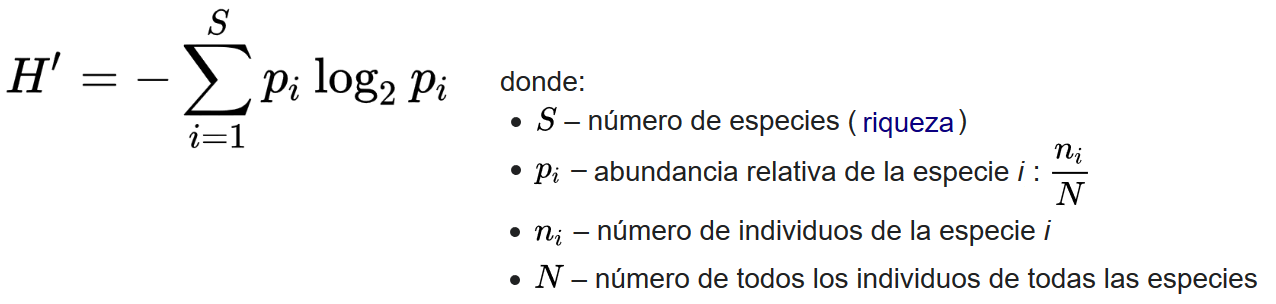 H′ = − ∑_{i=1}^{S} p_i log_2 p_i
donde:
• S – número de especies ( riqueza )
• p_i – abundancia relativa de la especie i : n_i/N
• n_i – número de individuos de la especie i
• N – número de todos los individuos de todas las especies